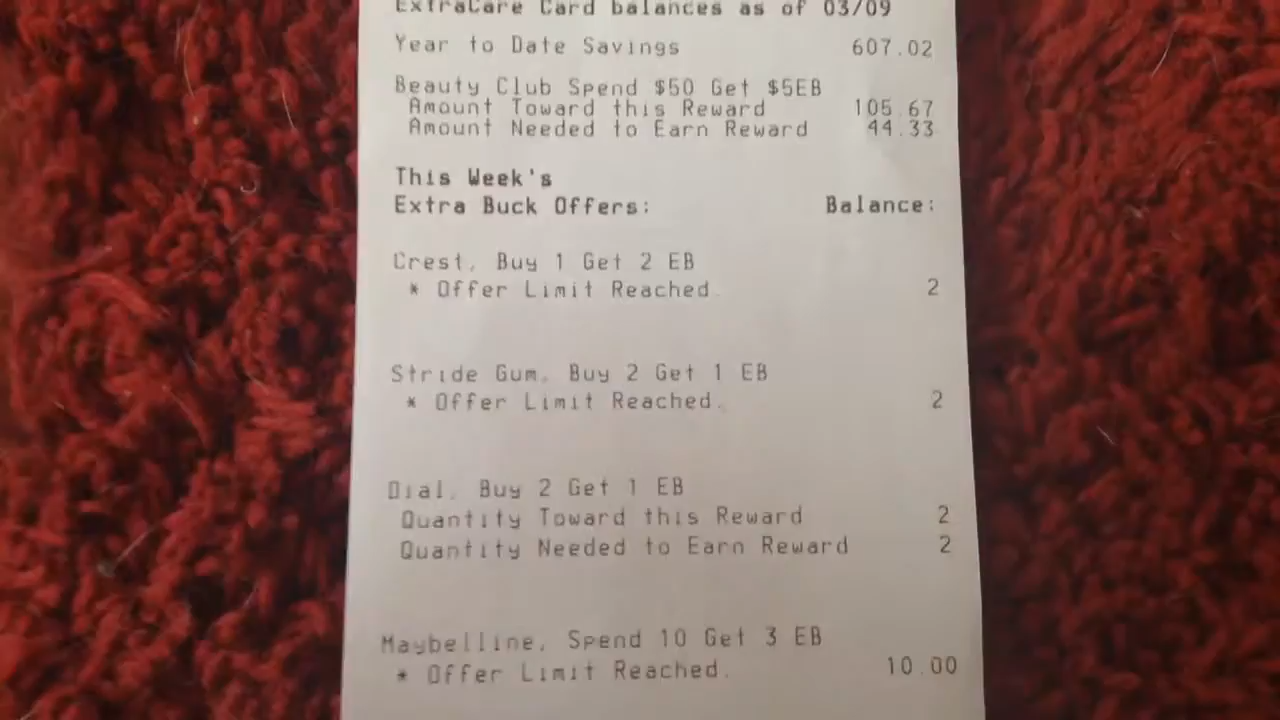 ExtraCare Card balances as of 03/09
Year to Date Savings 607.02
Beauty Club Spend $50 Get $5EB
Amount Toward this Reward 105.67
Amount Needed to Earn Reward 44.33
This Week's
Extra Buck Offers: Balance:
Crest, Buy 1 Get 2 EB
* Offer Limit Reached. 2
Stride Gum, Buy 2 Get 1 EB
* Offer Limit Reached. 2
Dial, Buy 2 Get 1 EB
Quantity Toward this Reward 2
Quantity Needed to Earn Reward 2
Maybelline, Spend 10 Get 3 EB
* Offer Limit Reached. 10.00